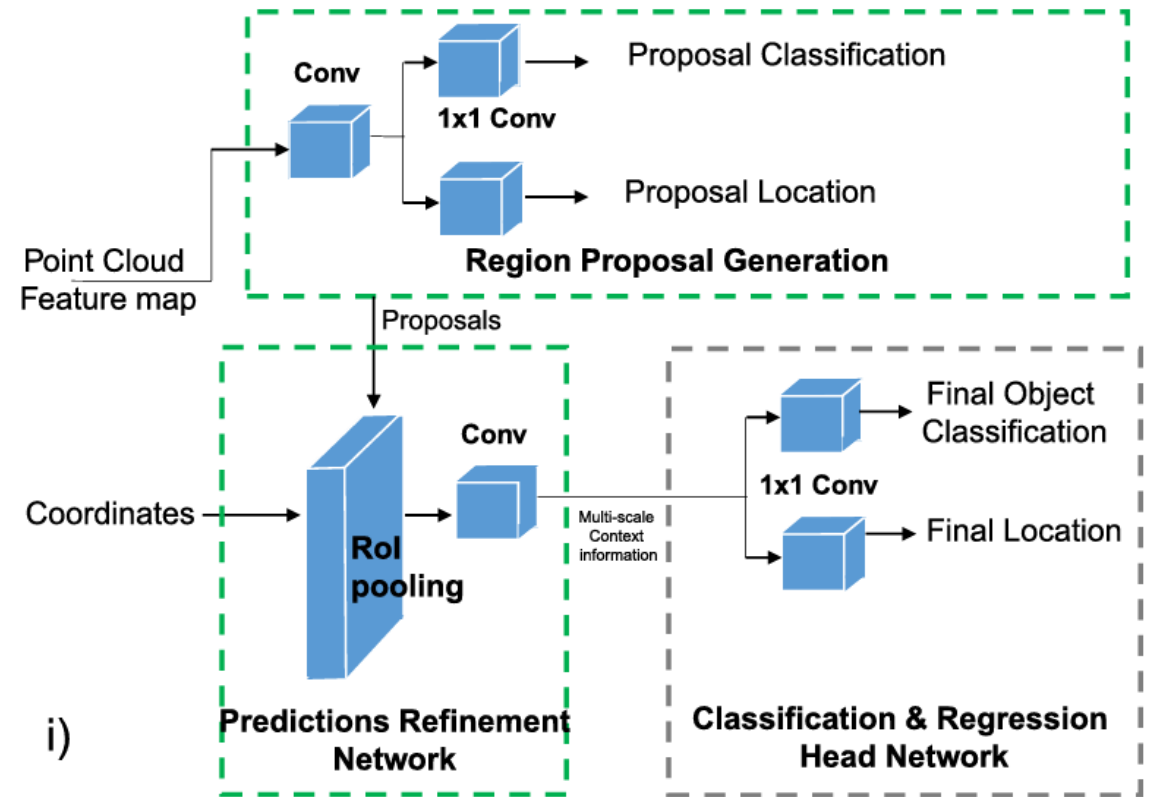 Conv
1x1 Conv
Proposal Classification
Proposal Location
Region Proposal Generation
Point Cloud
Feature map
Proposals
Coordinates
RoI
pooling
Conv
Multi-scale
Context
information
Predictions Refinement
Network
1x1 Conv
Final Object
Classification
Final Location
Classification & Regression
Head Network
i)